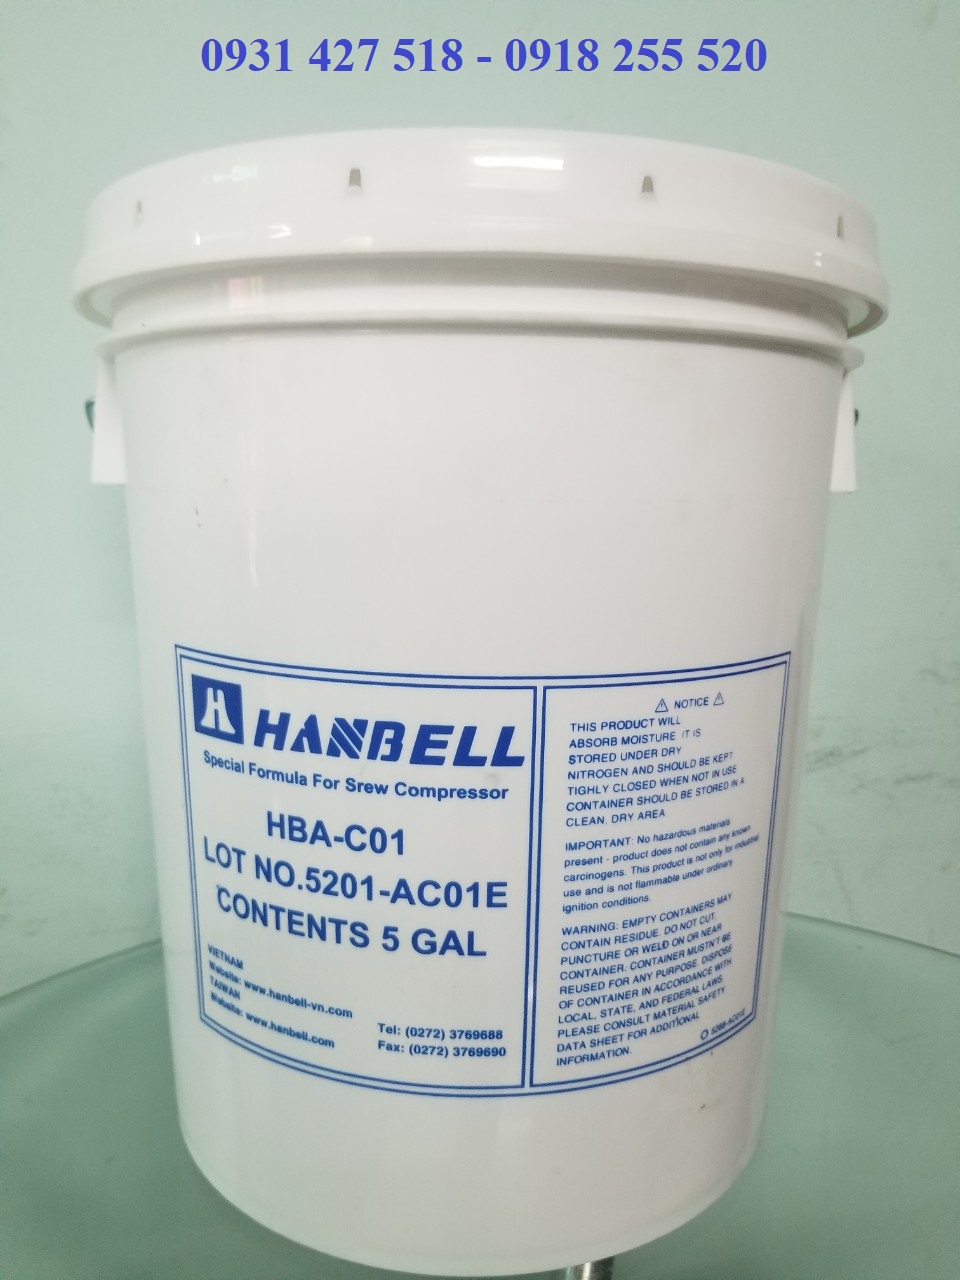 0931 427 518 - 0918 255 520
HANBELL
Special Formula For Srew Compressor
HBA-C01
LOT NO.5201-AC01E
CONTENTS 5 GAL
VIETNAM
Website: www.hanbell-vn.com
TAIWAN
Website: www.hanbell.com
Tel: (0272) 3769688
Fax: (0272) 3769690
NOTICE
THIS PRODUCT WILL
ABSORB MOISTURE IT IS
STORED UNDER DRY
NITROGEN AND SHOULD BE KEPT
TIGHLY CLOSED WHEN NOT IN USE
CONTAINER SHOULD BE STORED IN A
CLEAN. DRY AREA
IMPORTANT: No hazardous materials
present - product does not contain any known
carcinogens. This product is not only for industrial
use and is not flammable under ordinary
ignition conditions.
WARNING: EMPTY CONTAINERS MAY
CONTAIN RESIDUE. DO NOT CUT.
PUNCTURE OR WELD ON OR NEAR
CONTAINER. CONTAINER MUSTN'T BE
REUSED FOR ANY PURPOSE. DISPOSE
OF CONTAINER IN ACCORDANCE WITH
LOCAL, STATE, AND FEDERAL LAWS.
PLEASE CONSULT MATERIAL SAFETY
DATA SHEET FOR ADDITIONAL
INFORMATION.